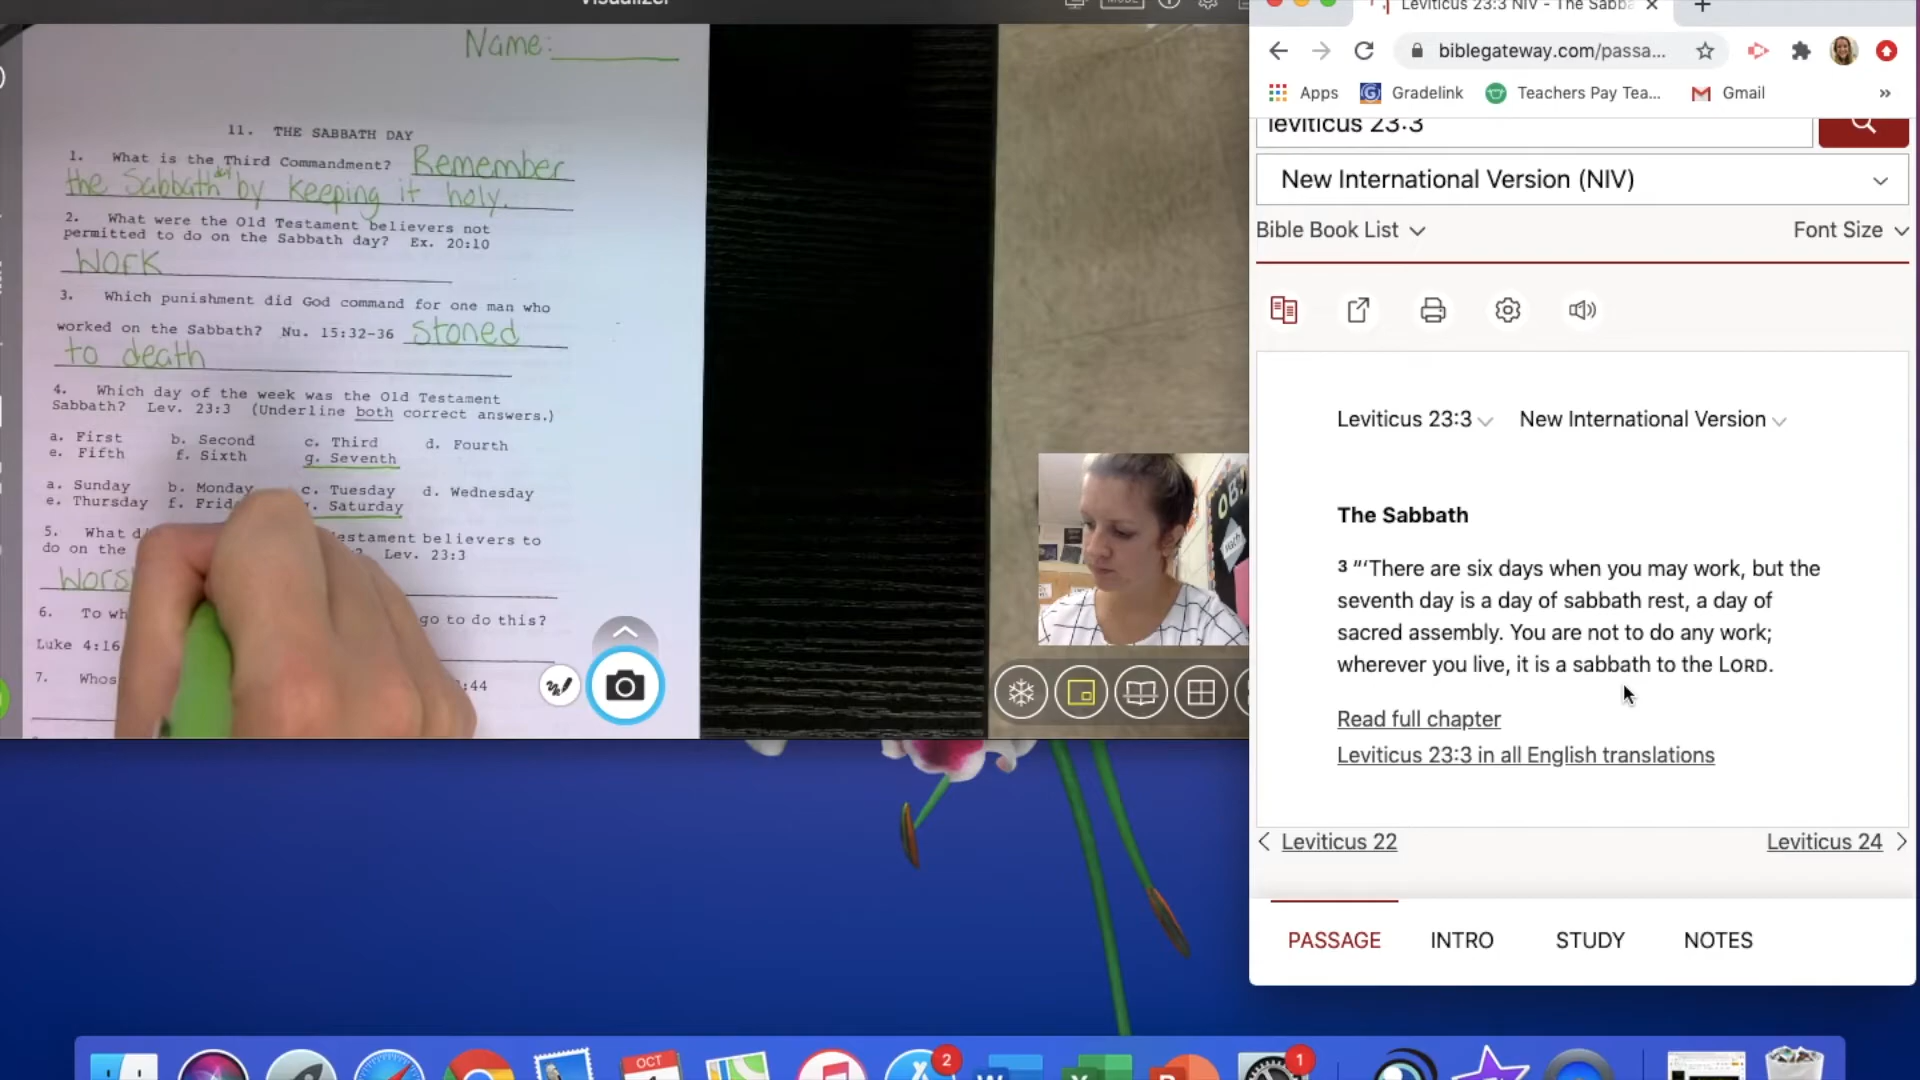 Visualizer
Name:
11. THE SABBATH DAY
1. What is the Third Commandment? Remember
the Sabbath day by keeping it holy.
2. What were the Old Testament believers not
permitted to do on the Sabbath day? Ex. 20:10
Work
3. Which punishment did God command for one man who
worked on the Sabbath? Nu. 15:32-36 stoned
to death
4. Which day of the week was the Old Testament
Sabbath? Lev. 23:3 (Underline both correct answers.)
a. First b. Second c. Third d. Fourth
e. Fifth f. Sixth g. Seventh
a. Sunday b. Monday c. Tuesday d. Wednesday
e. Thursday f. Saturday
5. What
estament believers to
do on the Lev. 23:3
6. To go to do this?
Luke 4:16
7. :44
Leviticus 23:3 NIV - The Sabba
biblegateway.com/passa...
Apps Gradelink Teachers Pay Tea... Gmail »
leviticus 23:3
New International Version (NIV)
Bible Book List Font Size
Leviticus 23:3 New International Version
The Sabbath
3 “‘There are six days when you may work, but the
seventh day is a day of sabbath rest, a day of
sacred assembly. You are not to do any work;
wherever you live, it is a sabbath to the LORD.
Read full chapter
Leviticus 23:3 in all English translations
Leviticus 22 Leviticus 24
PASSAGE INTRO STUDY NOTES
OCT
2
1